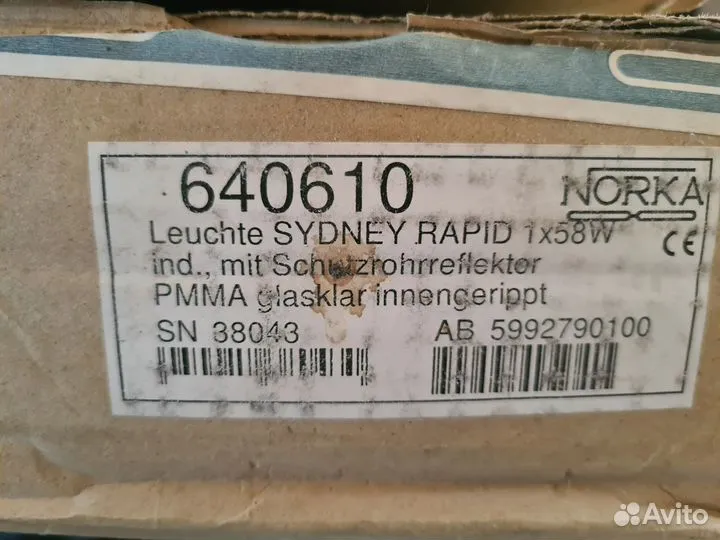 640610
NORKA
Leuchte SYDNEY RAPID 1x58W
CE
ind., mit Schutzrohrreflektor
PMMA glasklar innengerippt
SN 38043 AB 5992790100
Avito